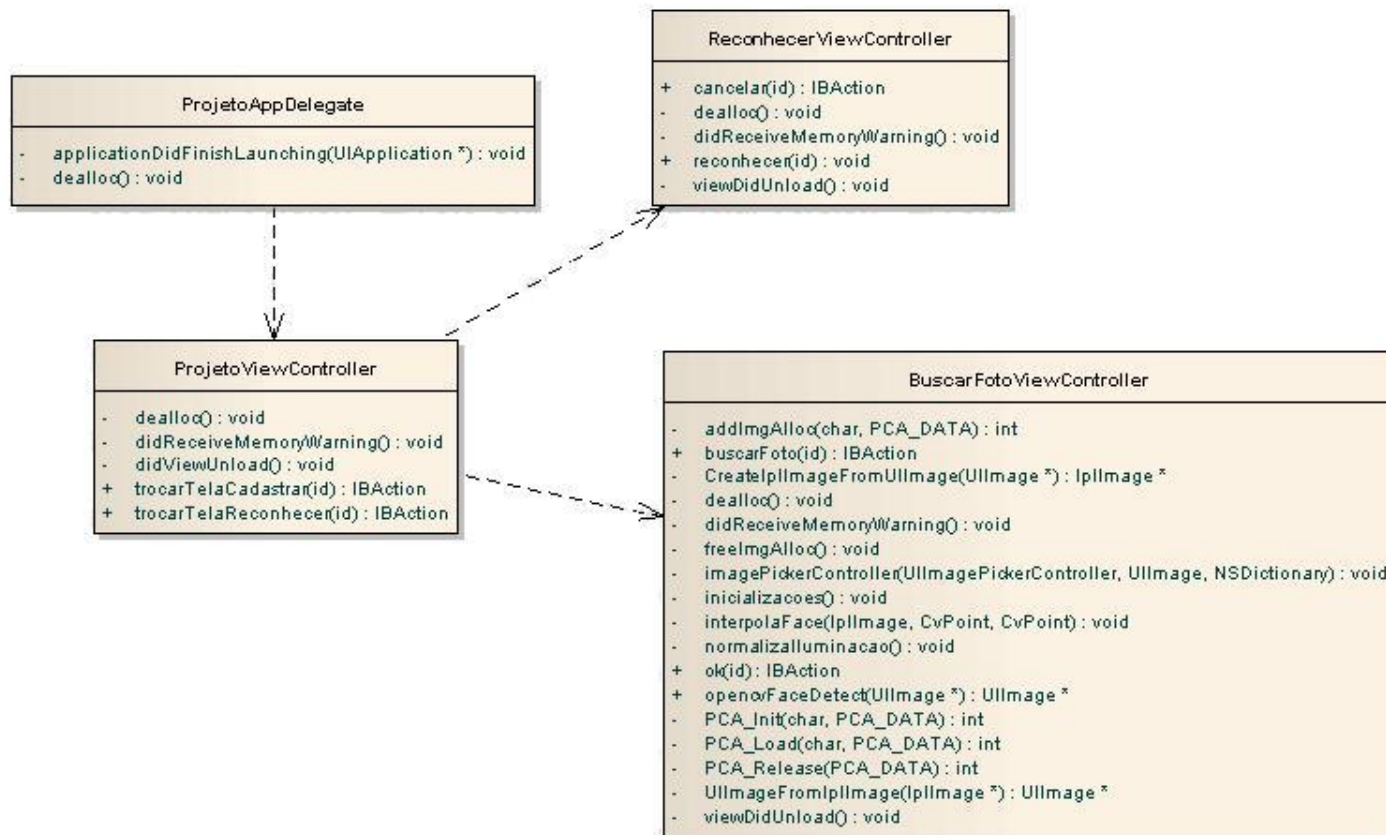 ProjetoAppDelegate
- applicationDidFinishLaunching(UIApplication *) : void
- dealloc() : void
ReconhecerViewController
+ cancelar(id) : IBAction
- dealloc() : void
- didReceiveMemoryWarning() : void
+ reconhecer(id) : void
- viewDidUnload() : void
ProjetoViewController
- dealloc() : void
- didReceiveMemoryWarning() : void
- didViewUnload() : void
+ trocarTelaCadastrar(id) : IBAction
+ trocarTelaReconhecer(id) : IBAction
BuscarFotoViewController
- addImgAlloc(char, PCA_DATA) : int
+ buscarFoto(id) : IBAction
- CreateIplImageFromUIImage(UIImage *) : IplImage *
- dealloc() : void
- didReceiveMemoryWarning() : void
- freeImgAlloc() : void
- imagePickerController(UIImagePickerController, UIImage, NSDictionary) : void
- inicializacoes() : void
- interpolaFace(IplImage, CvPoint, CvPoint) : void
- normalizaIluminacao() : void
+ ok(id) : IBAction
+ opencvFaceDetect(UIImage *) : UIImage *
- PCA_Init(char, PCA_DATA) : int
- PCA_Load(char, PCA_DATA) : int
- PCA_Release(PCA_DATA) : int
- UIImageFromIplImage(IplImage *) : UIImage *
- viewDidUnload() : void